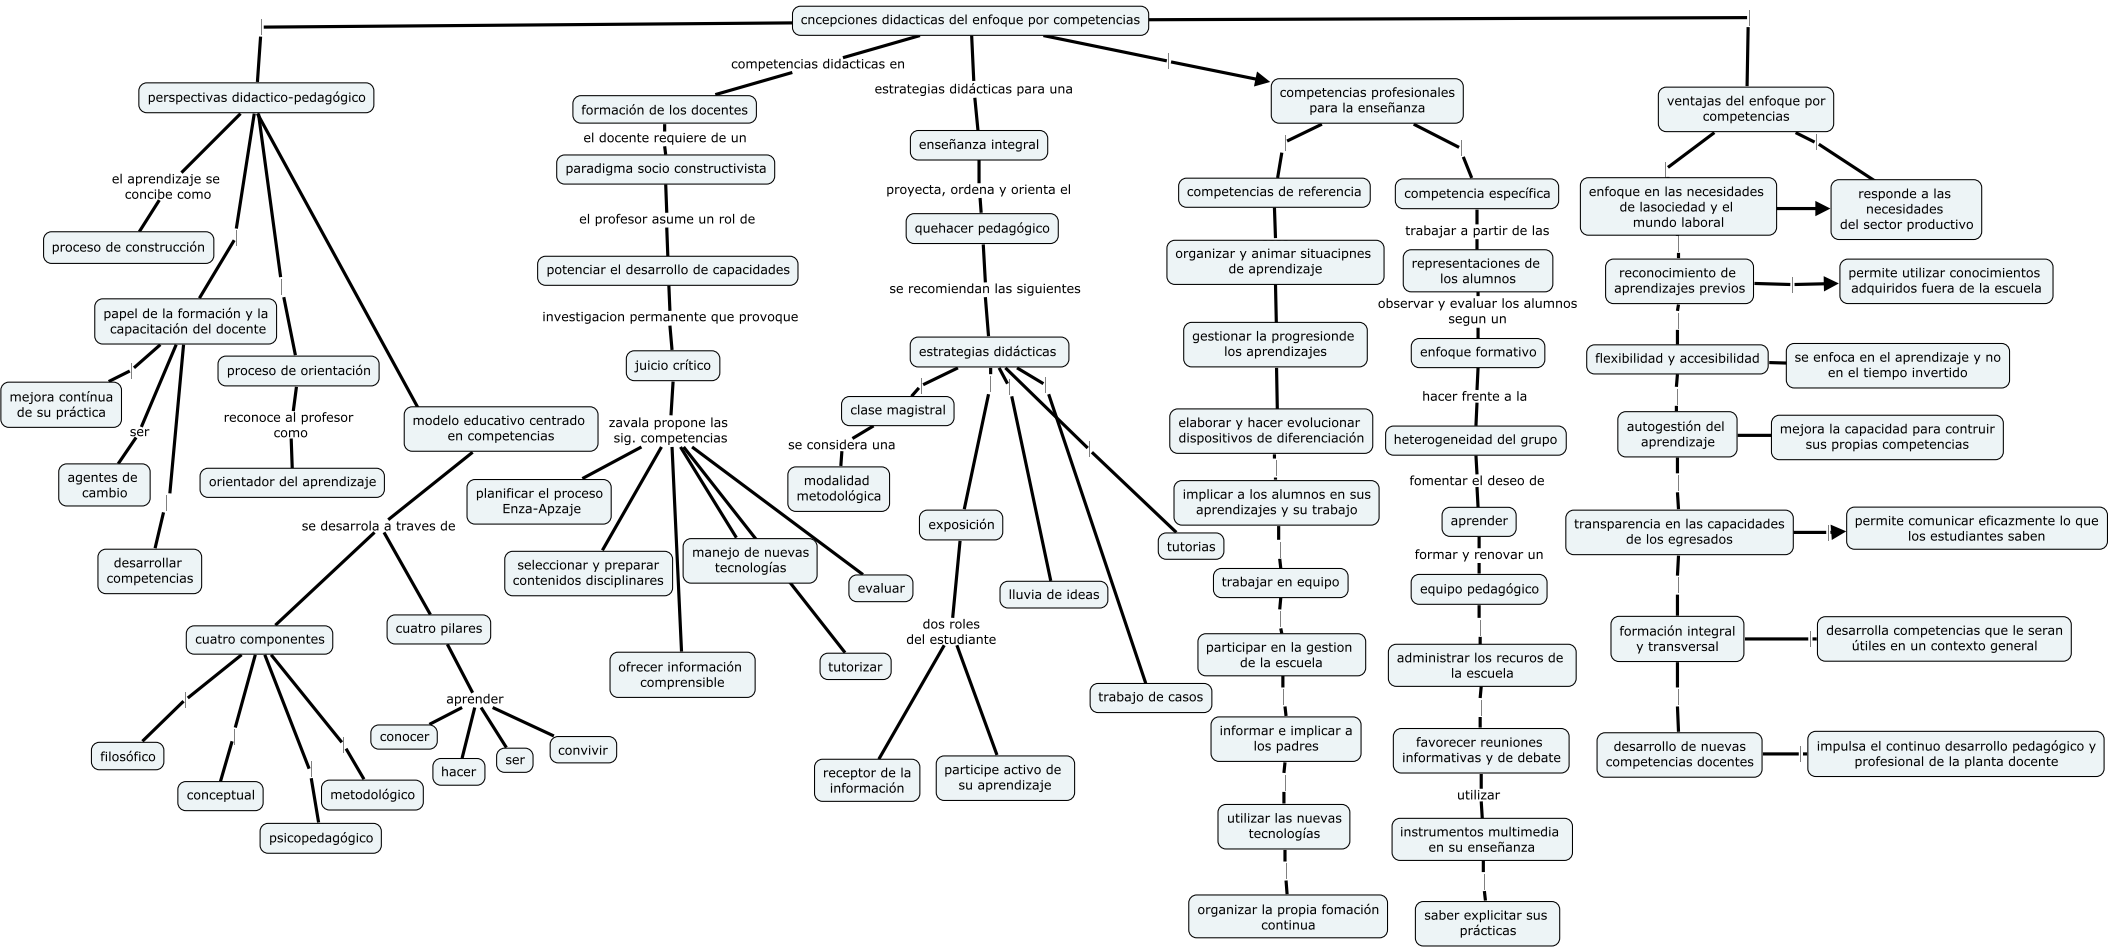 cncepciones didacticas del enfoque por competencias
perspectivas didactico-pedagógico
el aprendizaje se
concibe como
proceso de construcción
papel de la formación y la
capacitación del docente
mejora contínua
de su práctica
ser
agentes de
cambio
desarrollar
competencias
proceso de orientación
reconoce al profesor
como
orientador del aprendizaje
modelo educativo centrado
en competencias
se desarrola a traves de
cuatro componentes
filosófico
conceptual
psicopedagógico
metodológico
cuatro pilares
aprender
conocer
hacer
ser
convivir
competencias didacticas en
formación de los docentes
el docente requiere de un
paradigma socio constructivista
el profesor asume un rol de
potenciar el desarrollo de capacidades
investigacion permanente que provoque
juicio crítico
zavala propone las
sig. competencias
planificar el proceso
Enza-Apzaje
seleccionar y preparar
contenidos disciplinares
ofrecer información
comprensible
manejo de nuevas
tecnologías
tutorizar
evaluar
estrategias didácticas para una
enseñanza integral
proyecta, ordena y orienta el
quehacer pedagógico
se recomiendan las siguientes
estrategias didácticas
clase magistral
se considera una
modalidad
metodológica
exposición
dos roles
del estudiante
receptor de la
información
participe activo de
su aprendizaje
lluvia de ideas
trabajo de casos
tutorias
competencias profesionales
para la enseñanza
competencias de referencia
organizar y animar situacipnes
de aprendizaje
gestionar la progresionde
los aprendizajes
elaborar y hacer evolucionar
dispositivos de diferenciación
implicar a los alumnos en sus
aprendizajes y su trabajo
trabajar en equipo
participar en la gestion
de la escuela
informar e implicar a
los padres
utilizar las nuevas
tecnologías
organizar la propia fomación
continua
competencia específica
trabajar a partir de las
representaciones de
los alumnos
observar y evaluar los alumnos
segun un
enfoque formativo
hacer frente a la
heterogeneidad del grupo
fomentar el deseo de
aprender
formar y renovar un
equipo pedagógico
administrar los recuros de
la escuela
favorecer reuniones
informativas y de debate
utilizar
instrumentos multimedia
en su enseñanza
saber explicitar sus
prácticas
ventajas del enfoque por
competencias
enfoque en las necesidades
de lasociedad y el
mundo laboral
responde a las
necesidades
del sector productivo
reconocimiento de
aprendizajes previos
permite utilizar conocimientos
adquiridos fuera de la escuela
flexibilidad y accesibilidad
se enfoca en el aprendizaje y no
en el tiempo invertido
autogestión del
aprendizaje
mejora la capacidad para contruir
sus propias competencias
transparencia en las capacidades
de los egresados
permite comunicar eficazmente lo que
los estudiantes saben
formación integral
y transversal
desarrolla competencias que le seran
útiles en un contexto general
desarrollo de nuevas
competencias docentes
impulsa el continuo desarrollo pedagógico y
profesional de la planta docente